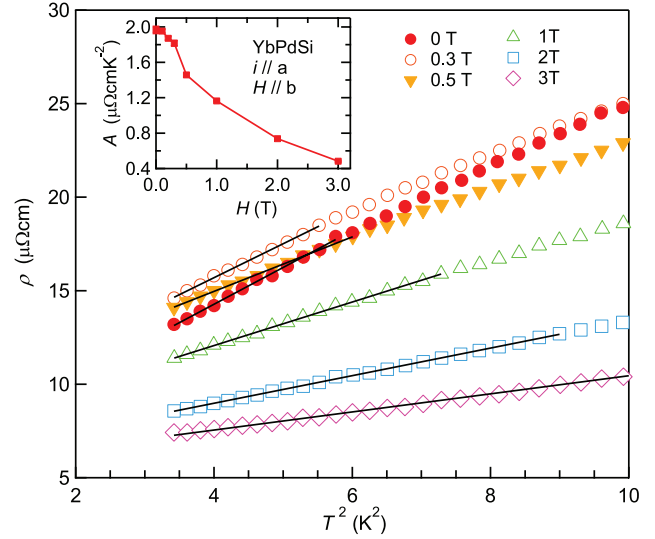 30
25
20
15
10
5
ρ (μΩcm)
2
4
6
8
10
T² (K²)
2.0
1.6
1.2
0.8
0.4
A (μΩcmK⁻²)
0.0
1.0
2.0
3.0
H (T)
YbPdSi
i // a
H // b
0 T
0.3 T
0.5 T
1T
2T
3T